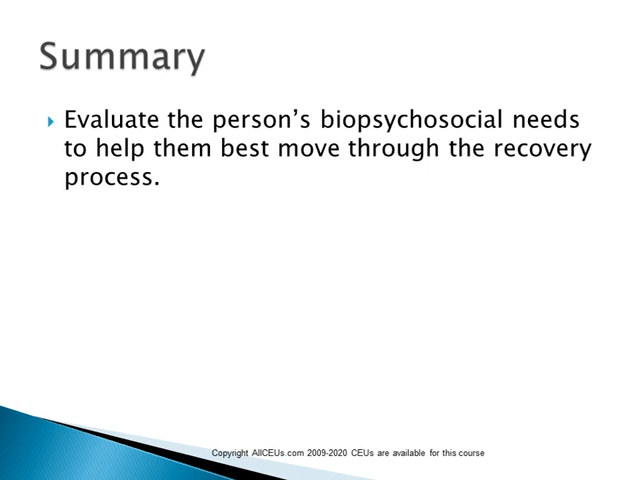 Summary
Evaluate the person's biopsychosocial needs
to help them best move through the recovery
process.
Copyright AllCEUs.com 2009-2020 CEUs are available for this course